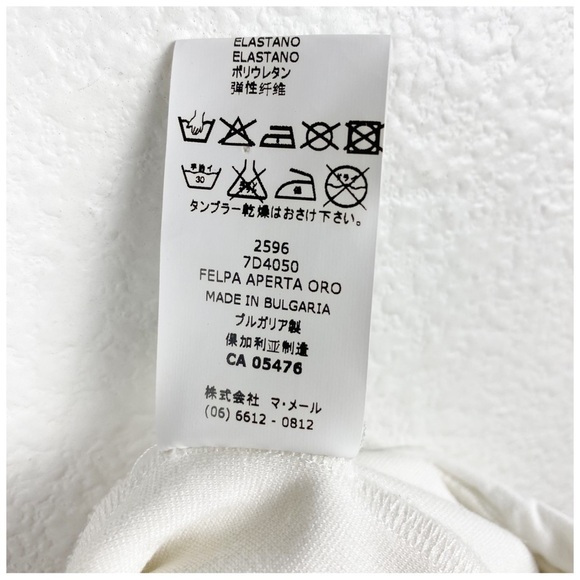 ELASTANO
ELASTANO
ポリウレタン
弾性纤维
手洗イ
30
タンブラー乾燥はおさけ下さい。
2596
7D4050
FELPA APERTA ORO
MADE IN BULGARIA
ブルガリア製
保加利亚制造
CA 05476
株式会社 マ・メール
(06) 6612 - 0812